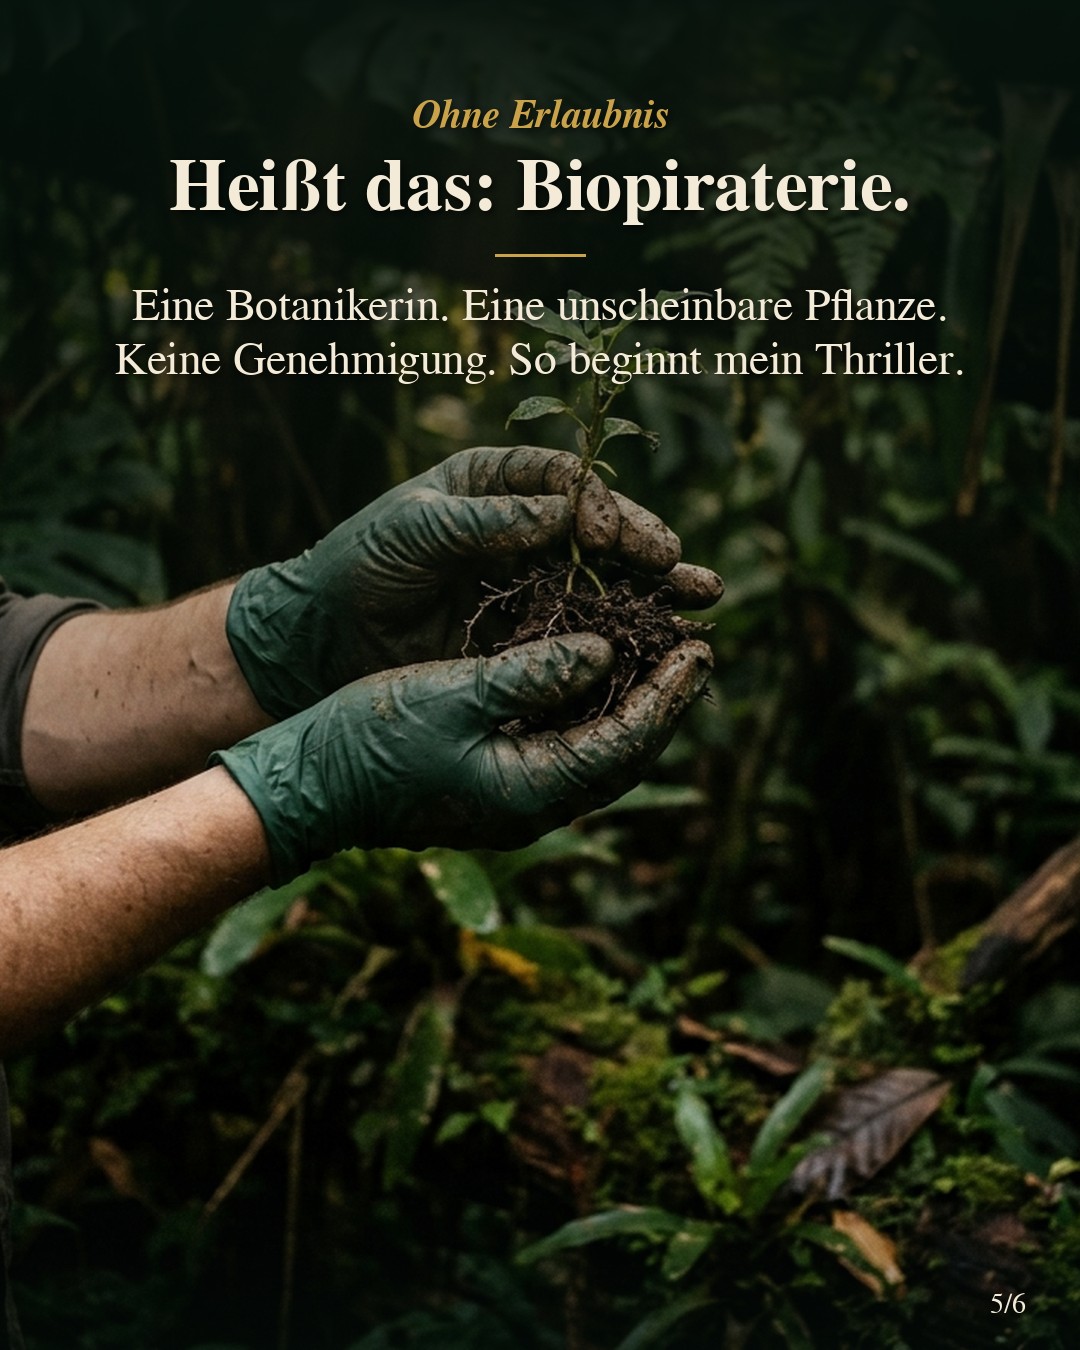 Ohne Erlaubnis
Heißt das: Biopiraterie.
Eine Botanikerin. Eine unscheinbare Pflanze.
Keine Genehmigung. So beginnt mein Thriller.
5/6